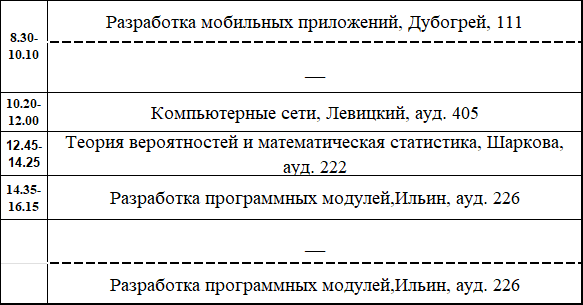 8.30-
10.10
Разработка мобильных приложений, Дубогрей, 111
—
10.20-
12.00
Компьютерные сети, Левицкий, ауд. 405
12.45-
14.25
Теория вероятностей и математическая статистика, Шаркова,
ауд. 222
14.35-
16.15
Разработка программных модулей,Ильин, ауд. 226
—
Разработка программных модулей,Ильин, ауд. 226